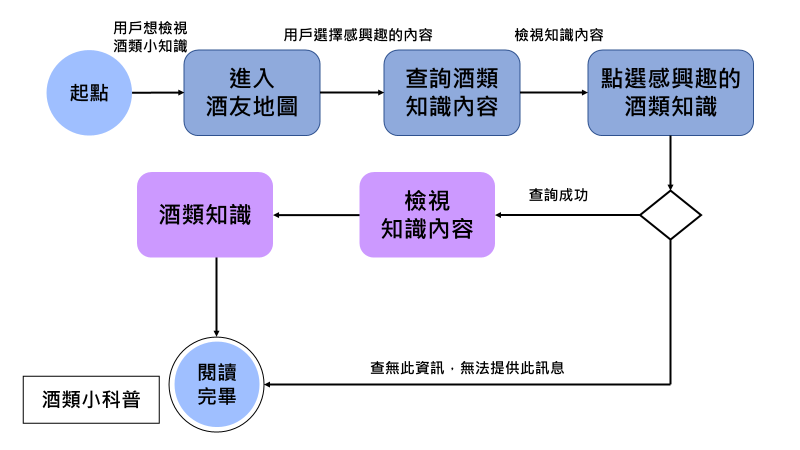 用戶想檢視
酒類小知識
用戶選擇感興趣的內容
檢視知識內容
起點
進入
酒友地圖
查詢酒類
知識內容
點選感興趣的
酒類知識
查詢成功
檢視
知識內容
酒類知識
查無此資訊，無法提供此訊息
閱讀
完畢
酒類小科普